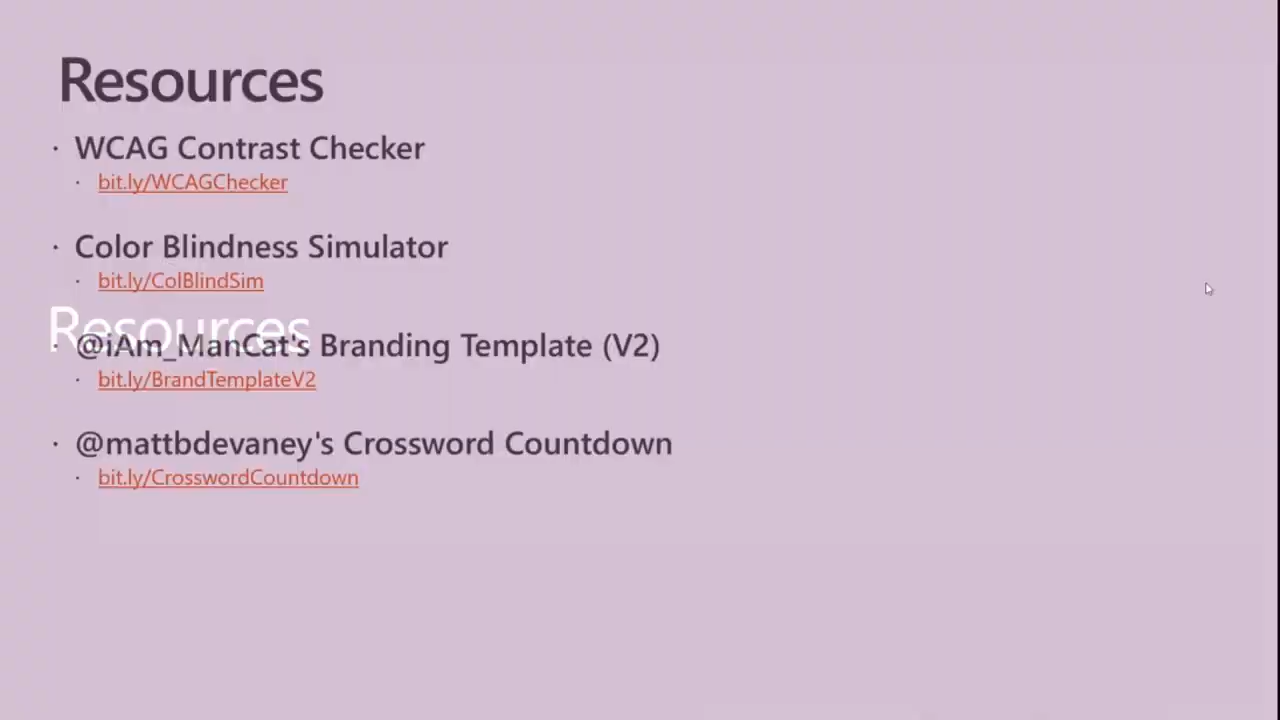 Resources
· WCAG Contrast Checker
· bit.ly/WCAGChecker
· Color Blindness Simulator
· bit.ly/ColBlindSim
Resources
· @iAm_ManCat's Branding Template (V2)
· bit.ly/BrandTemplateV2
· @mattbdevaney's Crossword Countdown
· bit.ly/CrosswordCountdown